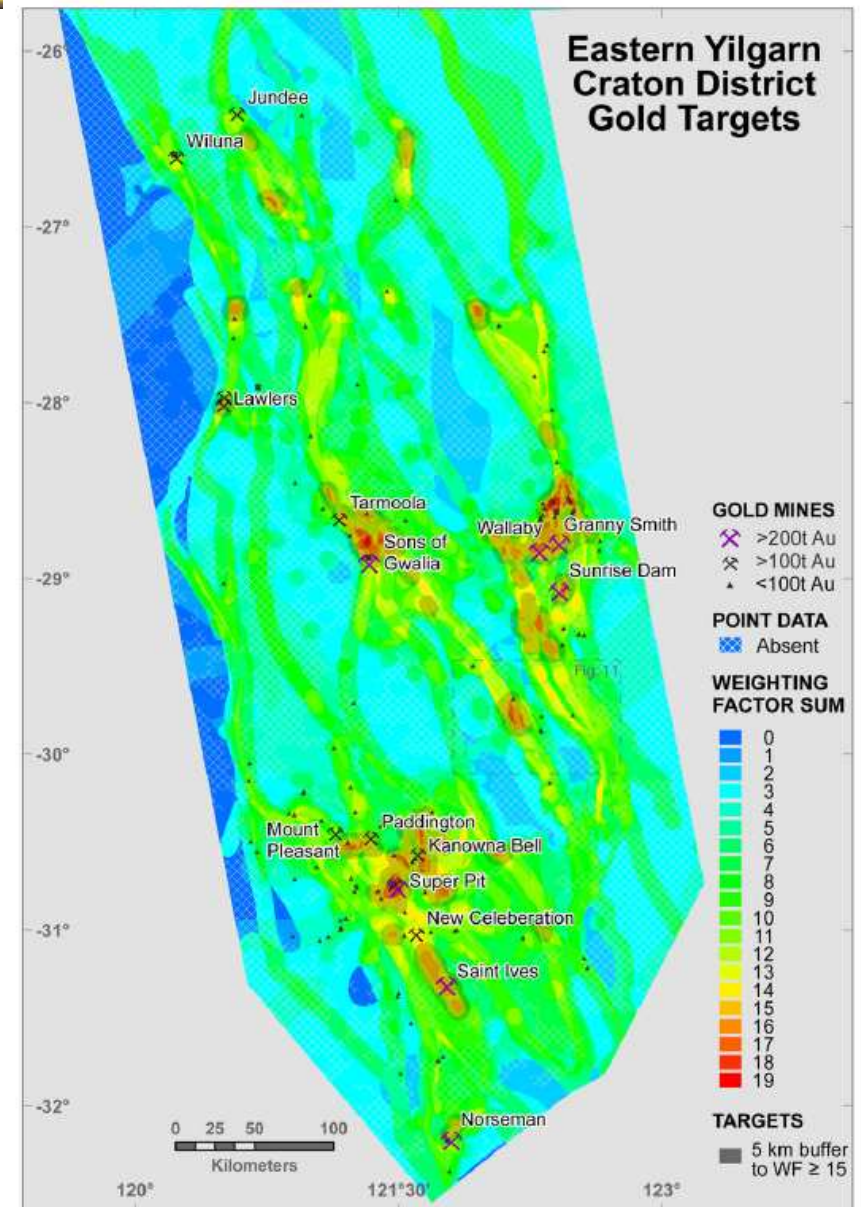 Eastern Yilgarn
Craton District
Gold Targets
-26°
-27°
-28°
-29°
-30°
-31°
-32°
Jundee
Wiluna
Lawlers
Tarmoola
Sons of
Gwalia
Wallaby
Granny Smith
Sunrise Dam
Fig. 11
Mount
Pleasant
Paddington
Kanowna Bell
Super Pit
New Celeberation
Saint Ives
Norseman
GOLD MINES
>200t Au
>100t Au
<100t Au
POINT DATA
Absent
WEIGHTING
FACTOR SUM
0
1
2
3
4
5
6
7
8
9
10
11
12
13
14
15
16
17
18
19
TARGETS
5 km buffer
to WF ≥ 15
0 25 50 100
Kilometers
120° 121°30' 123°